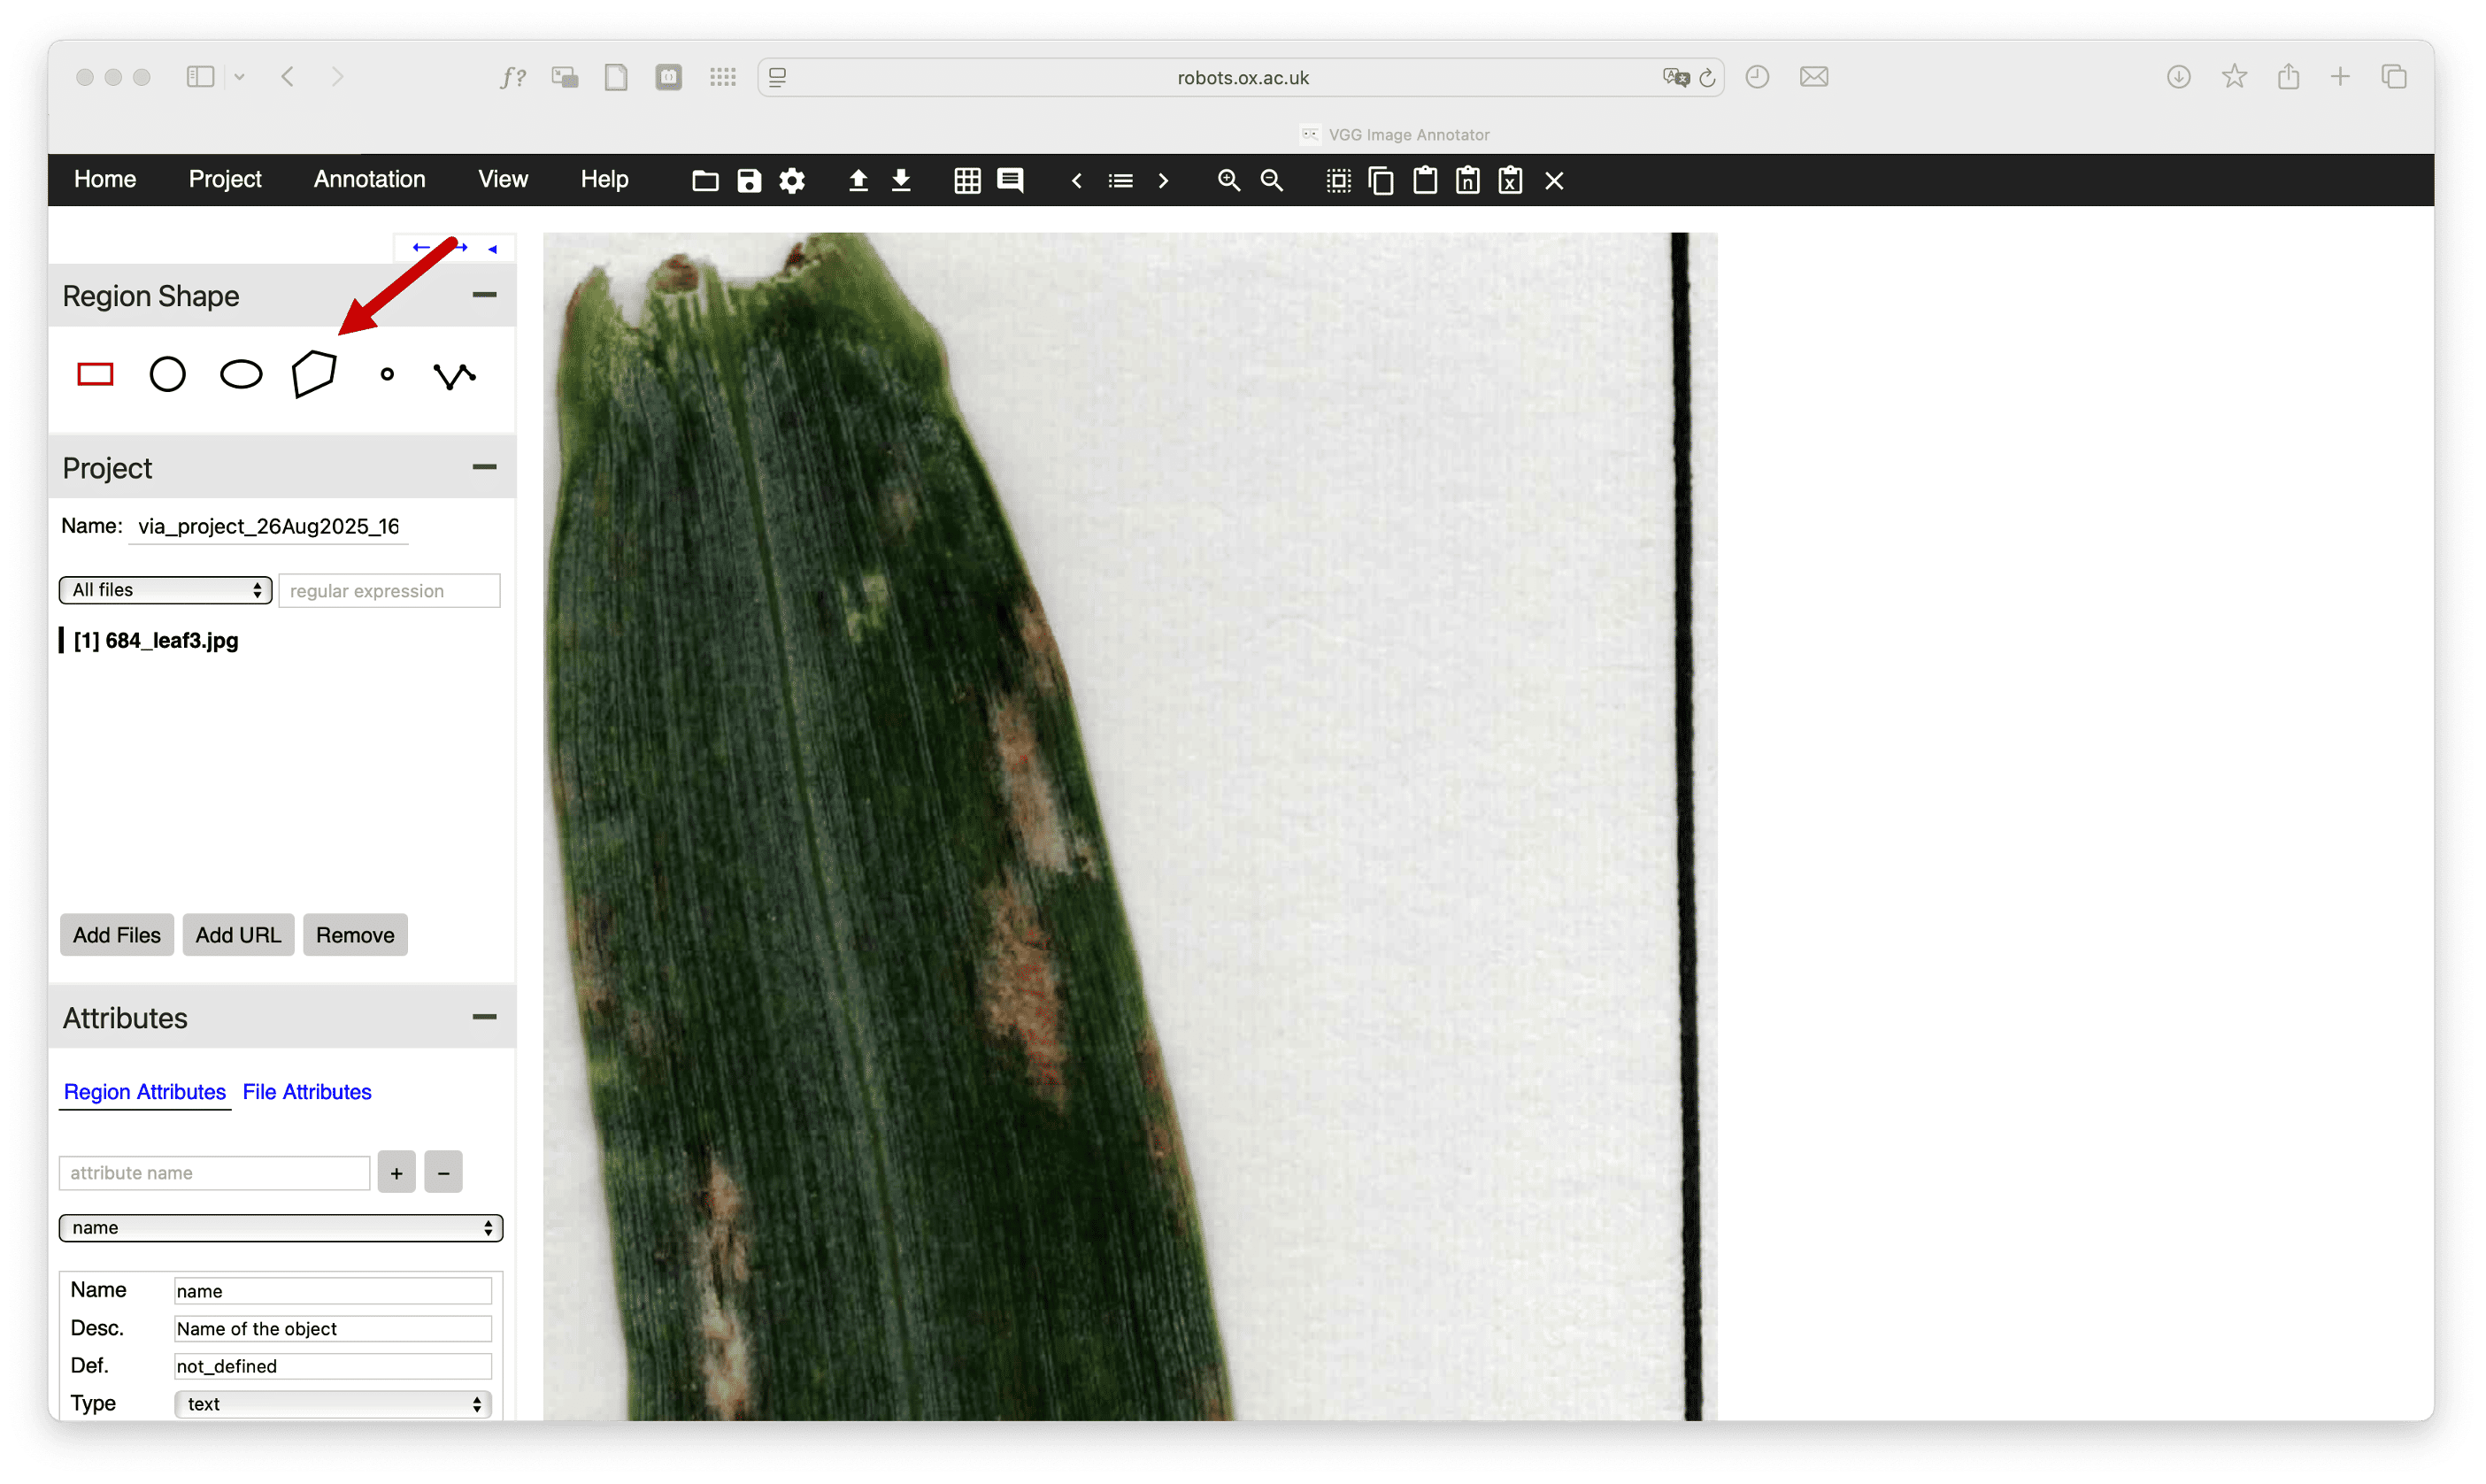 robots.ox.ac.uk
VGG Image Annotator
Home Project Annotation View Help
Region Shape
Project
Name: via_project_26Aug2025_16
All files regular expression
[1] 684_leaf3.jpg
Add Files Add URL Remove
Attributes
Region Attributes File Attributes
attribute name + −
name
Name name
Desc. Name of the object
Def. not_defined
Type text